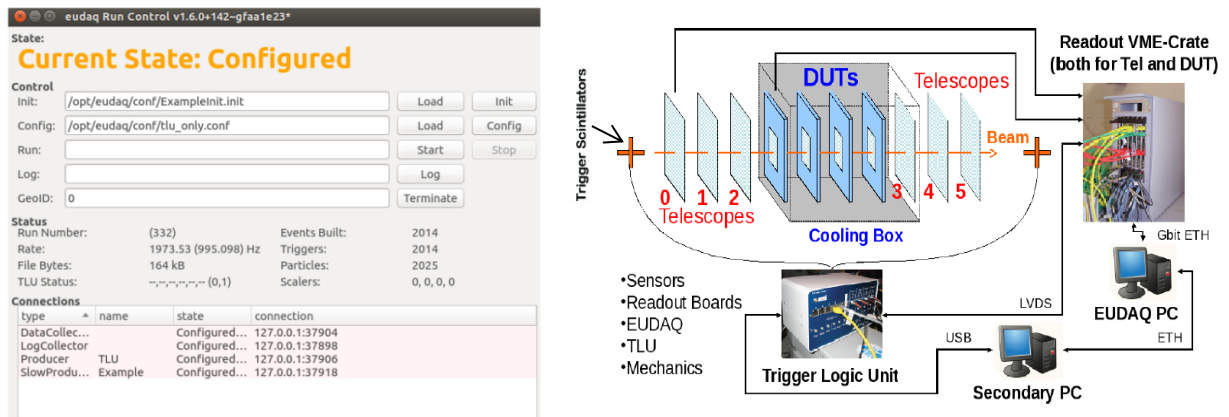 eudaq Run Control v1.6.0+142~gfaa1e23*
State:
Current State: Configured
Control
Init: /opt/eudaq/conf/ExampleInit.init Load Init
Config: /opt/eudaq/conf/tlu_only.conf Load Config
Run: Start Stop
Log: Log
GeoID: 0 Terminate
Status
Run Number: (332) Events Built: 2014
Rate: 1973.53 (995.098) Hz Triggers: 2014
File Bytes: 164 kB Particles: 2025
TLU Status: --,--,--,--,--,-- (0,1) Scalers: 0, 0, 0, 0
Connections
type name state connection
DataCollec... Configured... 127.0.0.1:37904
LogCollector Configured... 127.0.0.1:37898
Producer TLU Configured... 127.0.0.1:37906
SlowProdu... Example Configured... 127.0.0.1:37918
Trigger Scintillators
DUTs
Telescopes
Readout VME-Crate
(both for Tel and DUT)
Beam
0 1 2 3 4 5
Telescopes
Cooling Box
Gbit ETH
•Sensors
•Readout Boards
•EUDAQ
•TLU
•Mechanics
Trigger Logic Unit
LVDS
EUDAQ PC
USB
ETH
Secondary PC